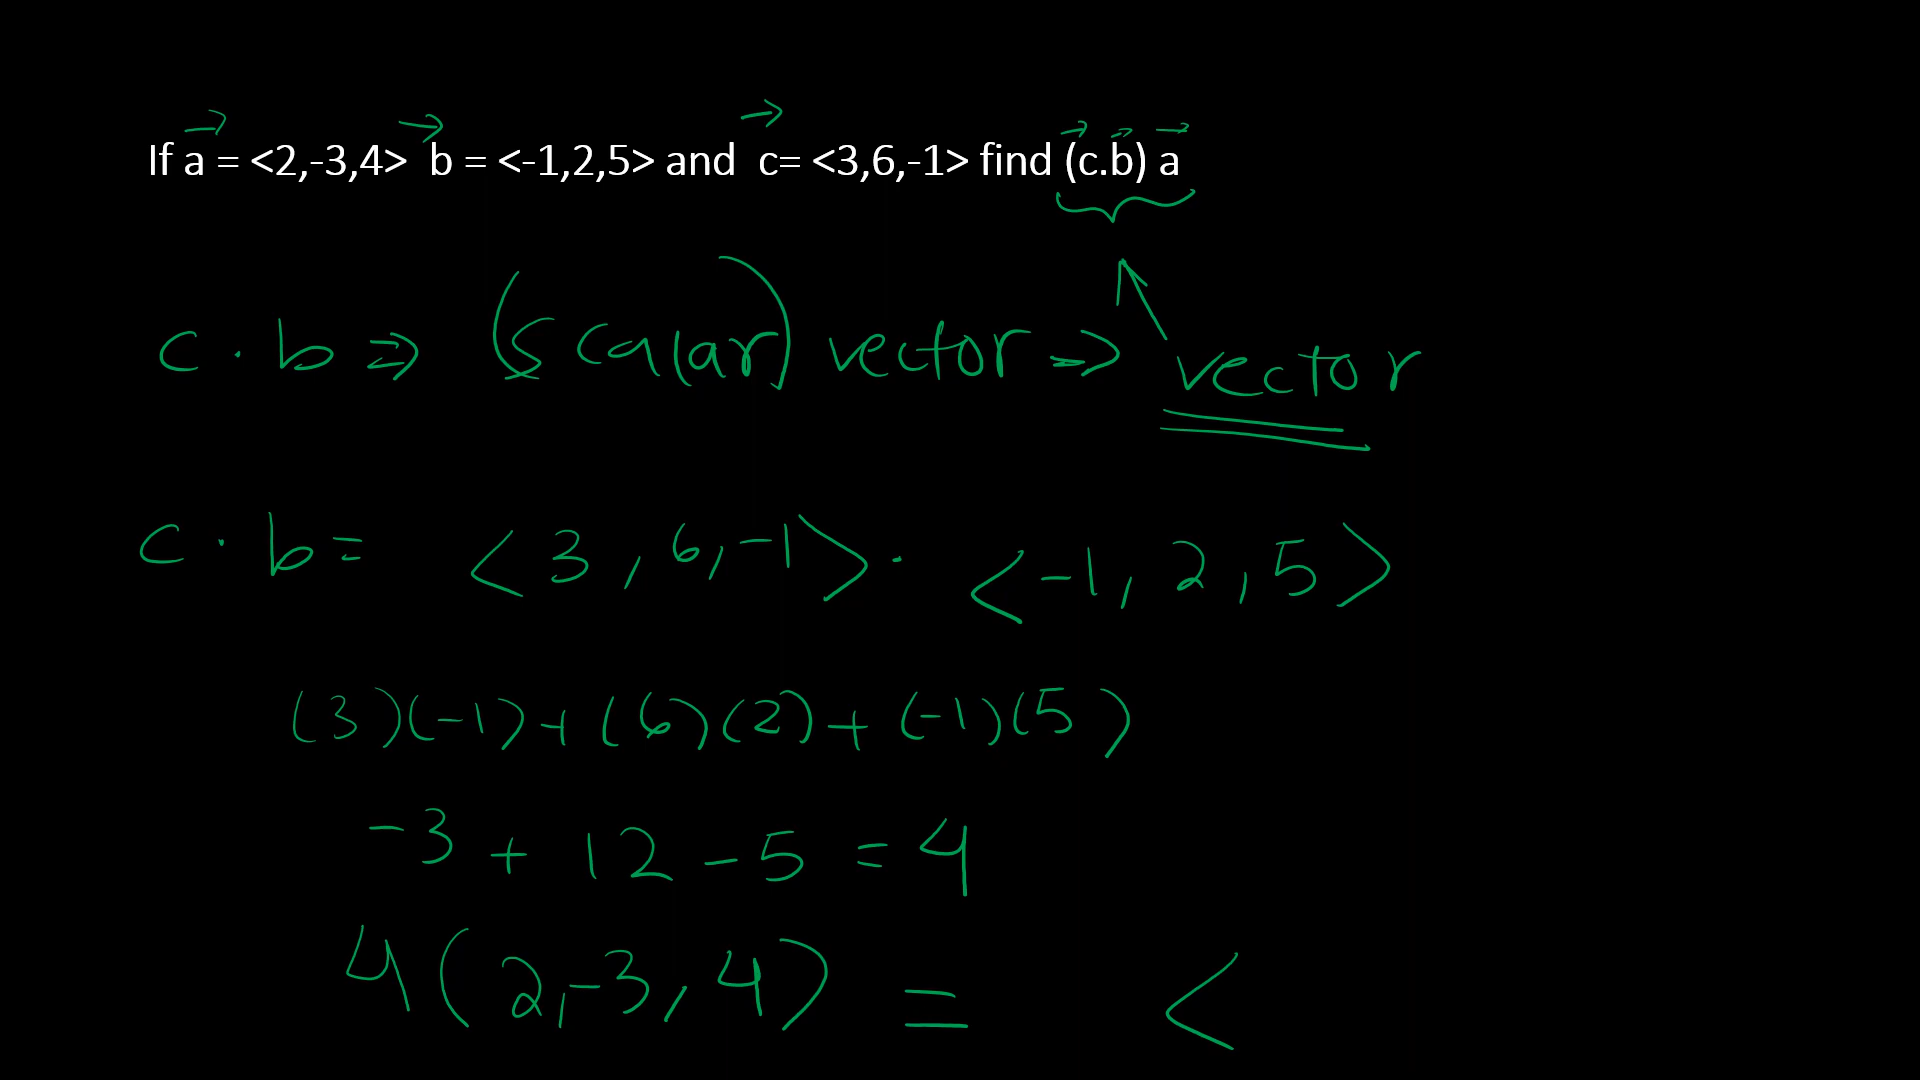 If a = <2,-3,4> b = <-1,2,5> and c= <3,6,-1> find (c.b) a
c · b ⇒ (scalar) vector ⇒ vector
c · b = <3, 6, -1> · <-1, 2, 5>
(3)(-1) + (6)(2) + (-1)(5)
-3 + 12 - 5 = 4
4(2, -3, 4) = <